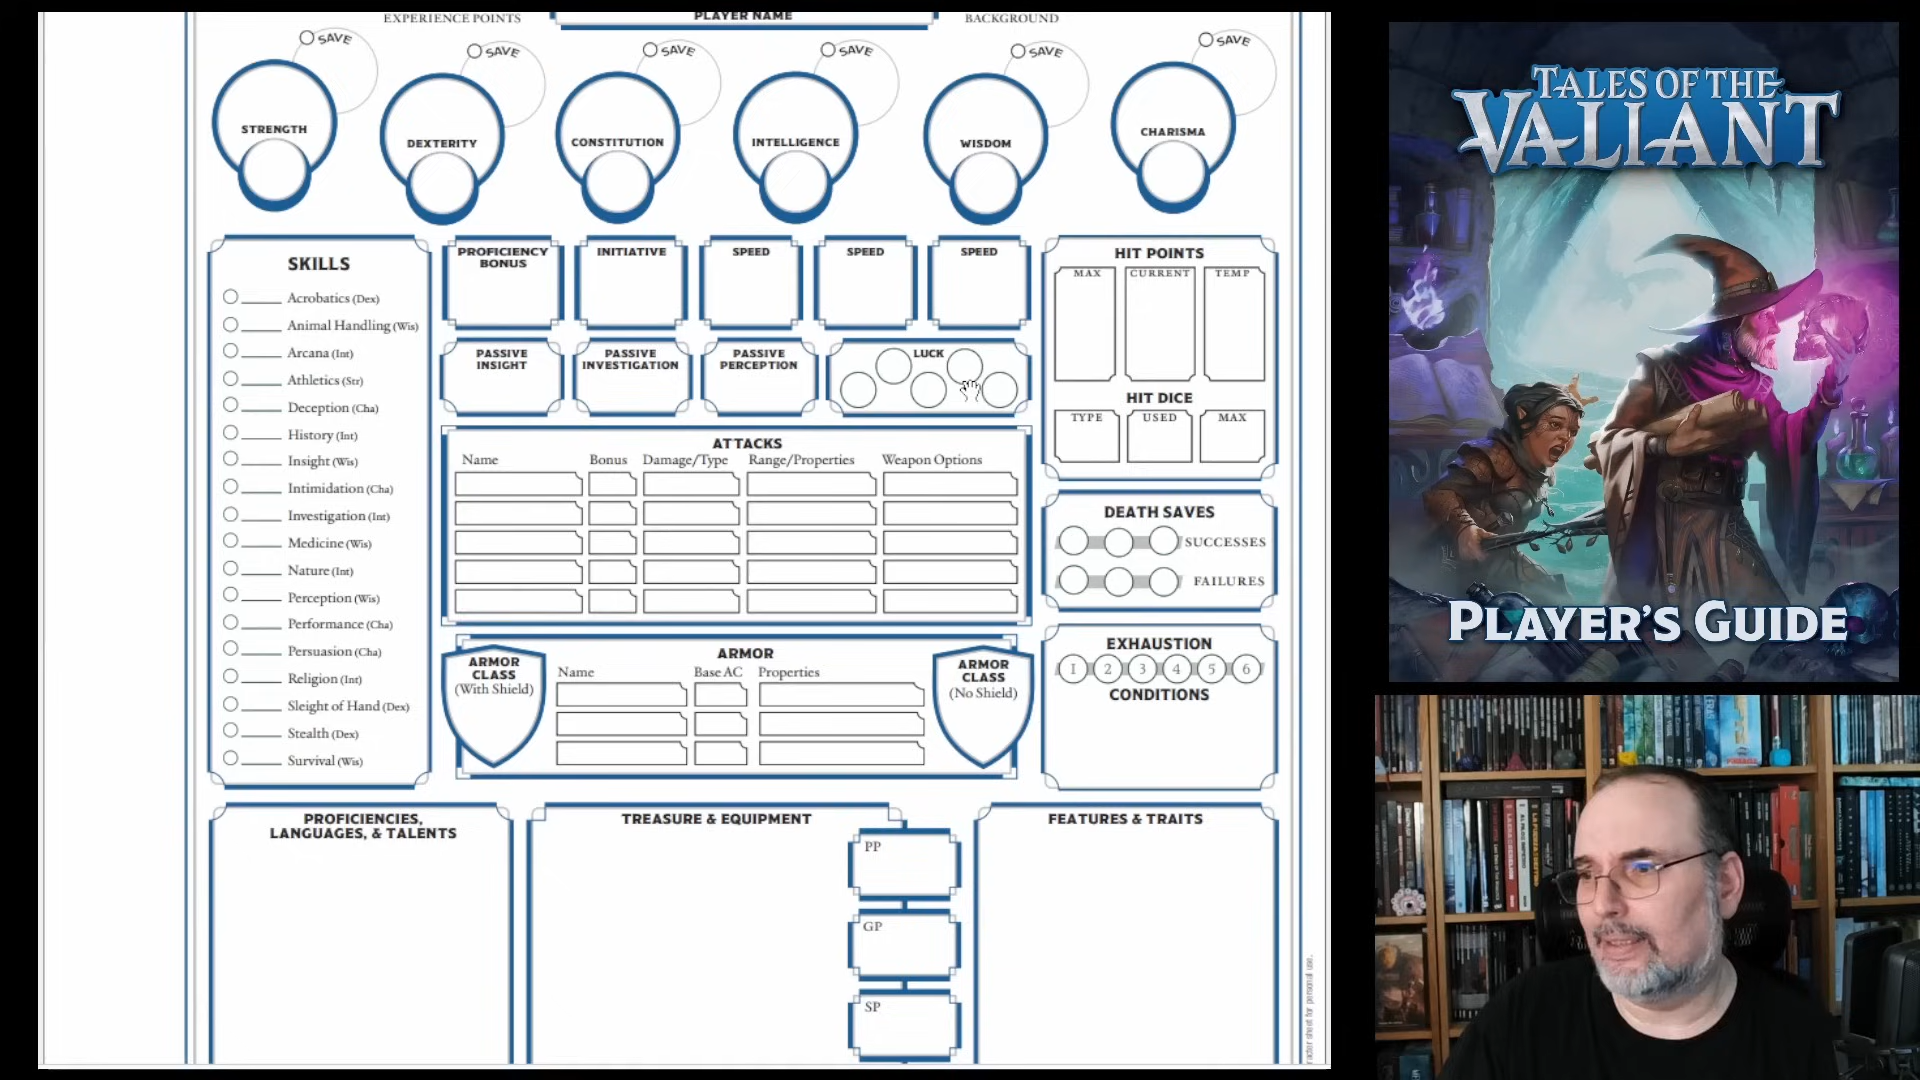 EXPERIENCE POINTS
PLAYER NAME
BACKGROUND
SAVE
SAVE
SAVE
SAVE
SAVE
SAVE
STRENGTH
DEXTERITY
CONSTITUTION
INTELLIGENCE
WISDOM
CHARISMA
SKILLS
Acrobatics (Dex)
Animal Handling (Wis)
Arcana (Int)
Athletics (Str)
Deception (Cha)
History (Int)
Insight (Wis)
Intimidation (Cha)
Investigation (Int)
Medicine (Wis)
Nature (Int)
Perception (Wis)
Performance (Cha)
Persuasion (Cha)
Religion (Int)
Sleight of Hand (Dex)
Stealth (Dex)
Survival (Wis)
PROFICIENCY
BONUS
INITIATIVE
SPEED
SPEED
SPEED
PASSIVE
INSIGHT
PASSIVE
INVESTIGATION
PASSIVE
PERCEPTION
LUCK
ATTACKS
Name Bonus Damage/Type Range/Properties Weapon Options
ARMOR
CLASS
(With Shield)
ARMOR
Name Base AC Properties
ARMOR
CLASS
(No Shield)
HIT POINTS
MAX CURRENT TEMP
HIT DICE
TYPE USED MAX
DEATH SAVES
SUCCESSES
FAILURES
EXHAUSTION
1 2 3 4 5 6
CONDITIONS
PROFICIENCIES,
LANGUAGES, & TALENTS
TREASURE & EQUIPMENT
PP
GP
SP
FEATURES & TRAITS
racter sheet for personal use.
TALES OF THE
VALIANT
PLAYER'S GUIDE